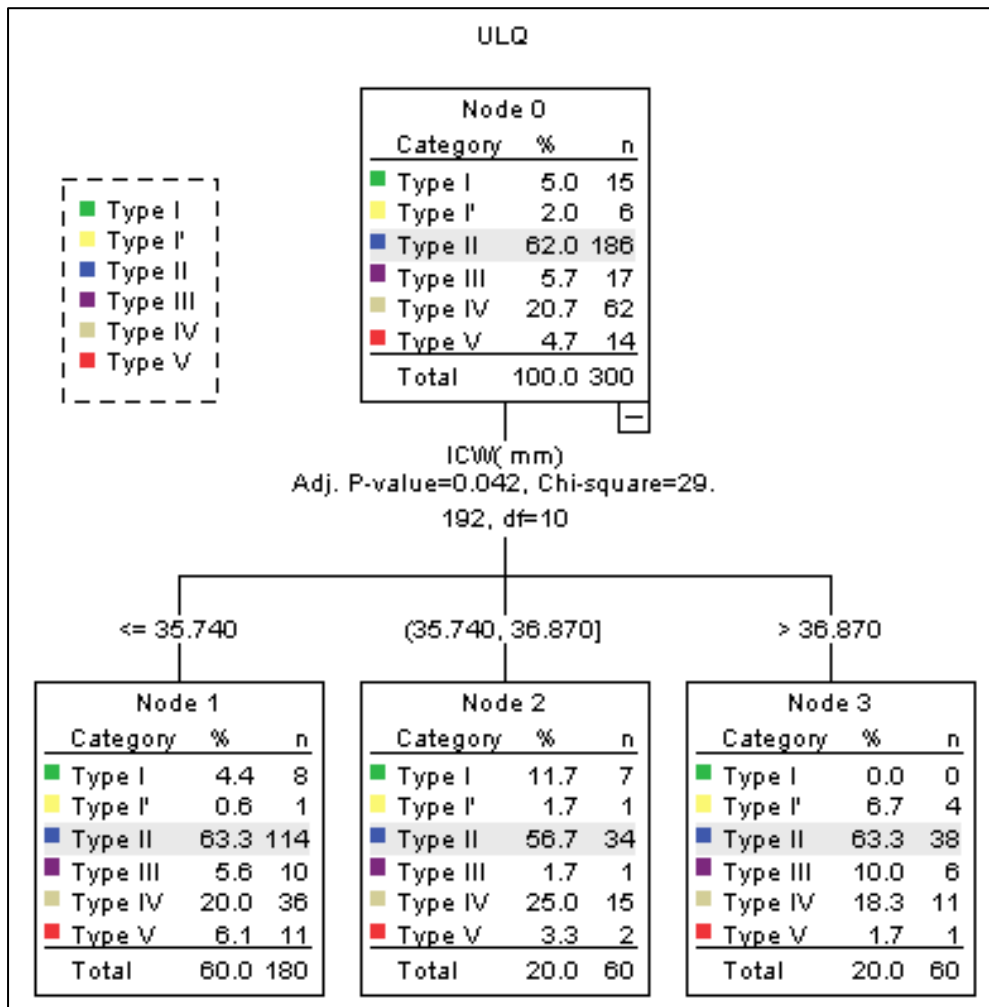 ULQ
Node 0
Category % n
Type I 5.0 15
Type I' 2.0 6
Type II 62.0 186
Type III 5.7 17
Type IV 20.7 62
Type V 4.7 14
Total 100.0 300
Type I
Type I'
Type II
Type III
Type IV
Type V
ICW( mm)
Adj. P-value=0.042, Chi-square=29.
192, df=10
<= 35.740
(35.740, 36.870]
> 36.870
Node 1
Category % n
Type I 4.4 8
Type I' 0.6 1
Type II 63.3 114
Type III 5.6 10
Type IV 20.0 36
Type V 6.1 11
Total 60.0 180
Node 2
Category % n
Type I 11.7 7
Type I' 1.7 1
Type II 56.7 34
Type III 1.7 1
Type IV 25.0 15
Type V 3.3 2
Total 20.0 60
Node 3
Category % n
Type I 0.0 0
Type I' 6.7 4
Type II 63.3 38
Type III 10.0 6
Type IV 18.3 11
Type V 1.7 1
Total 20.0 60